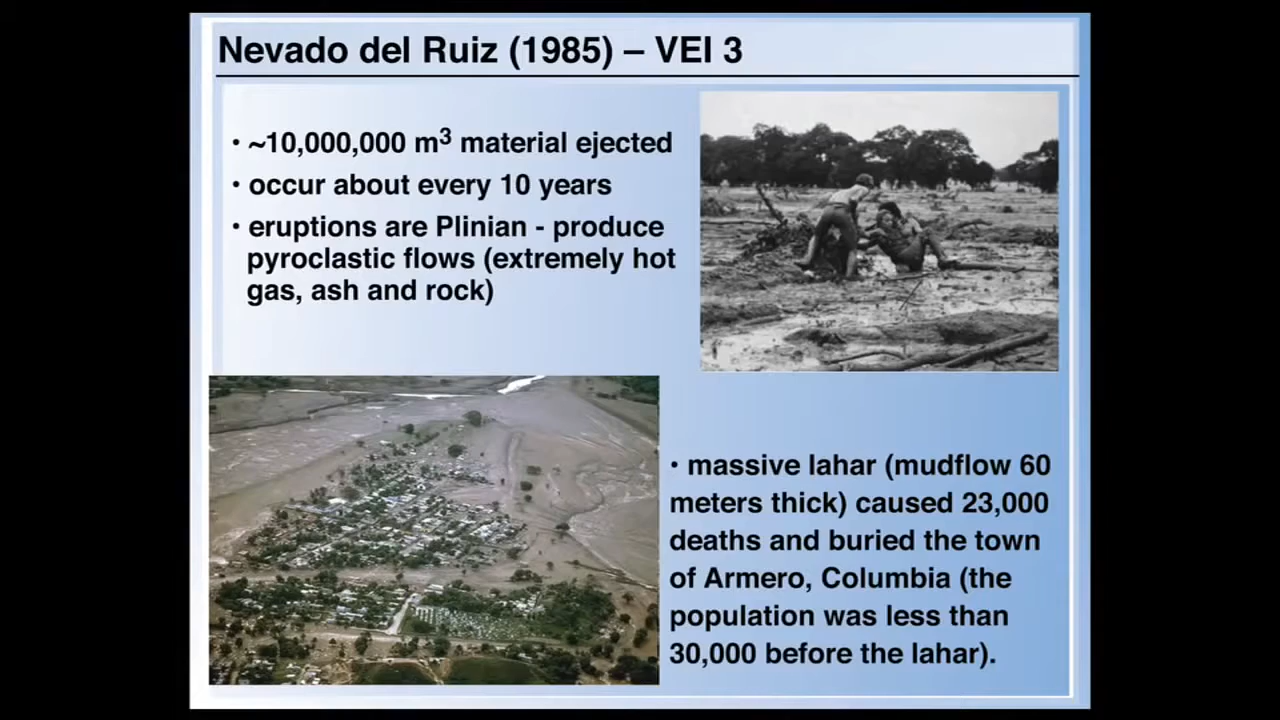 Nevado del Ruiz (1985) – VEI 3
• ~10,000,000 m³ material ejected
• occur about every 10 years
• eruptions are Plinian - produce
pyroclastic flows (extremely hot
gas, ash and rock)
• massive lahar (mudflow 60
meters thick) caused 23,000
deaths and buried the town
of Armero, Columbia (the
population was less than
30,000 before the lahar).